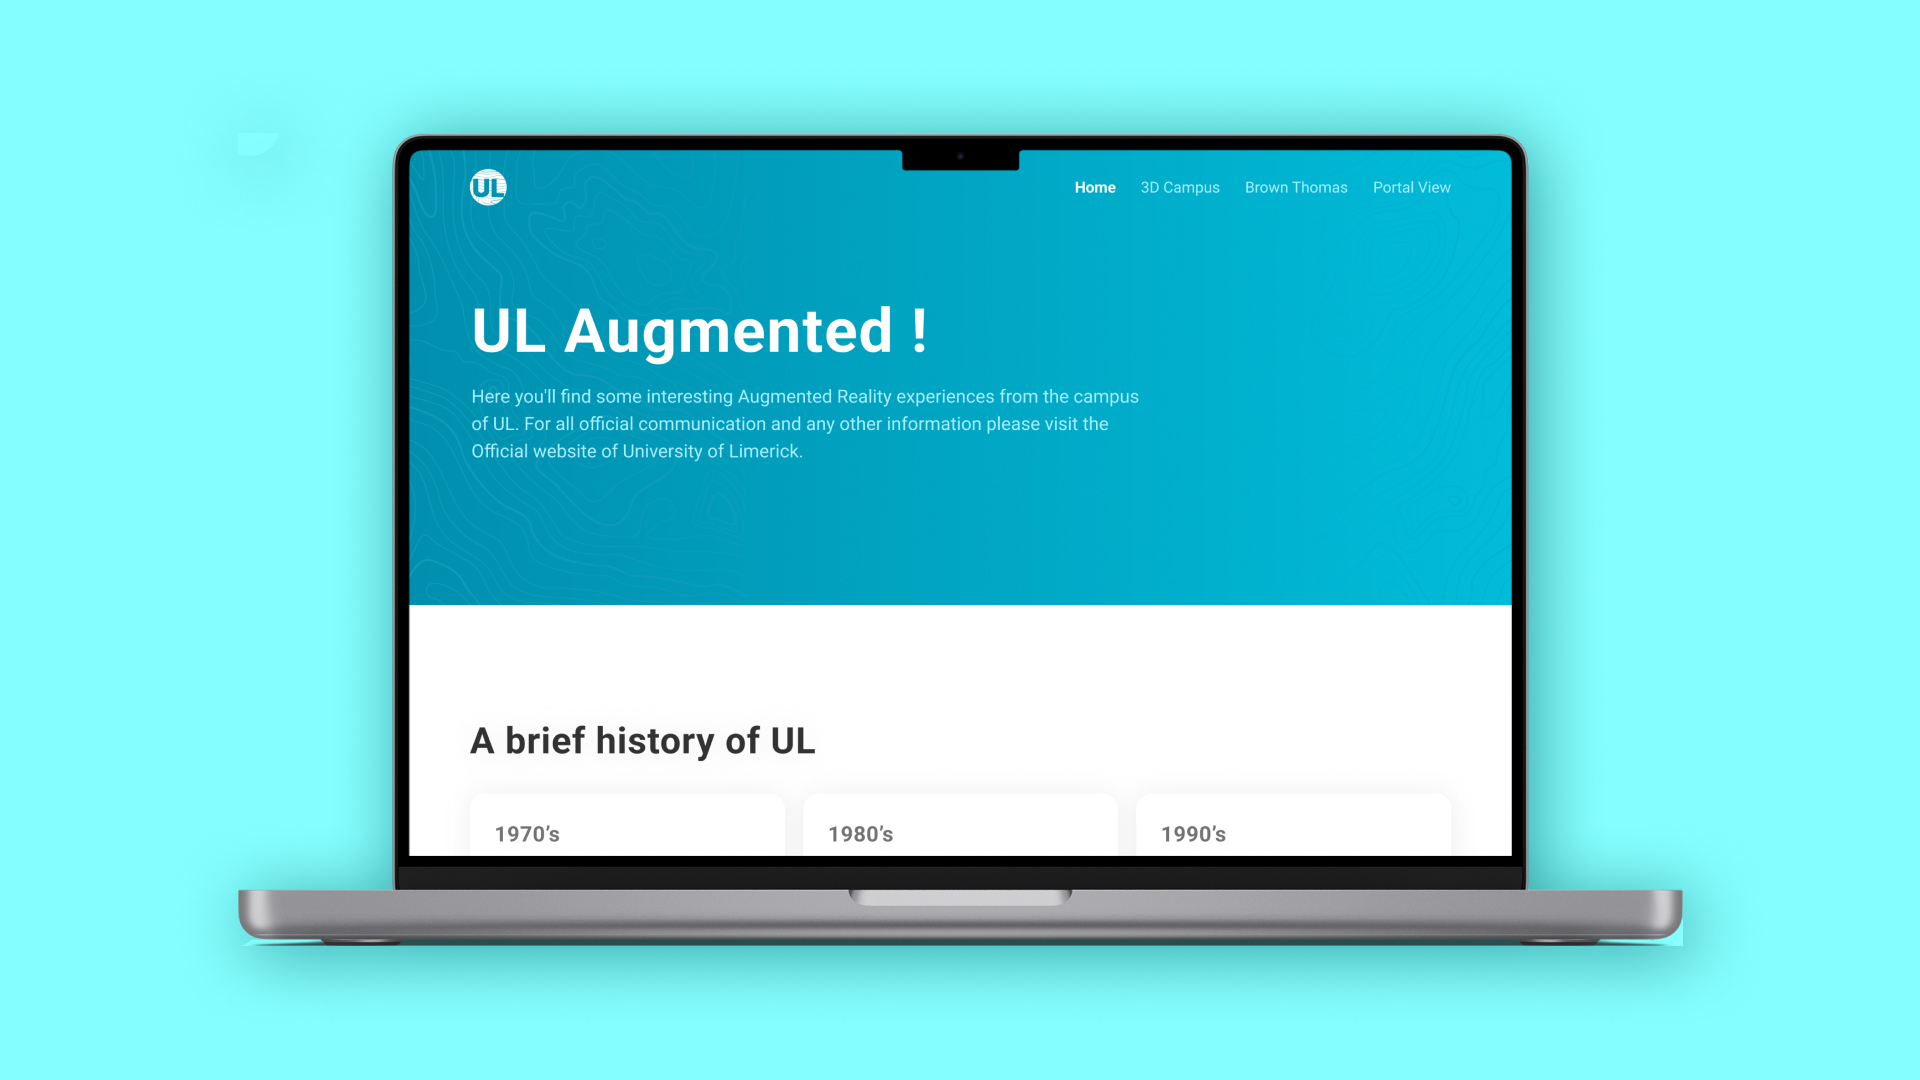 UL
Home
3D Campus
Brown Thomas
Portal View
UL Augmented !
Here you'll find some interesting Augmented Reality experiences from the campus
of UL. For all official communication and any other information please visit the
Official website of University of Limerick.
A brief history of UL
1970’s
1980’s
1990’s